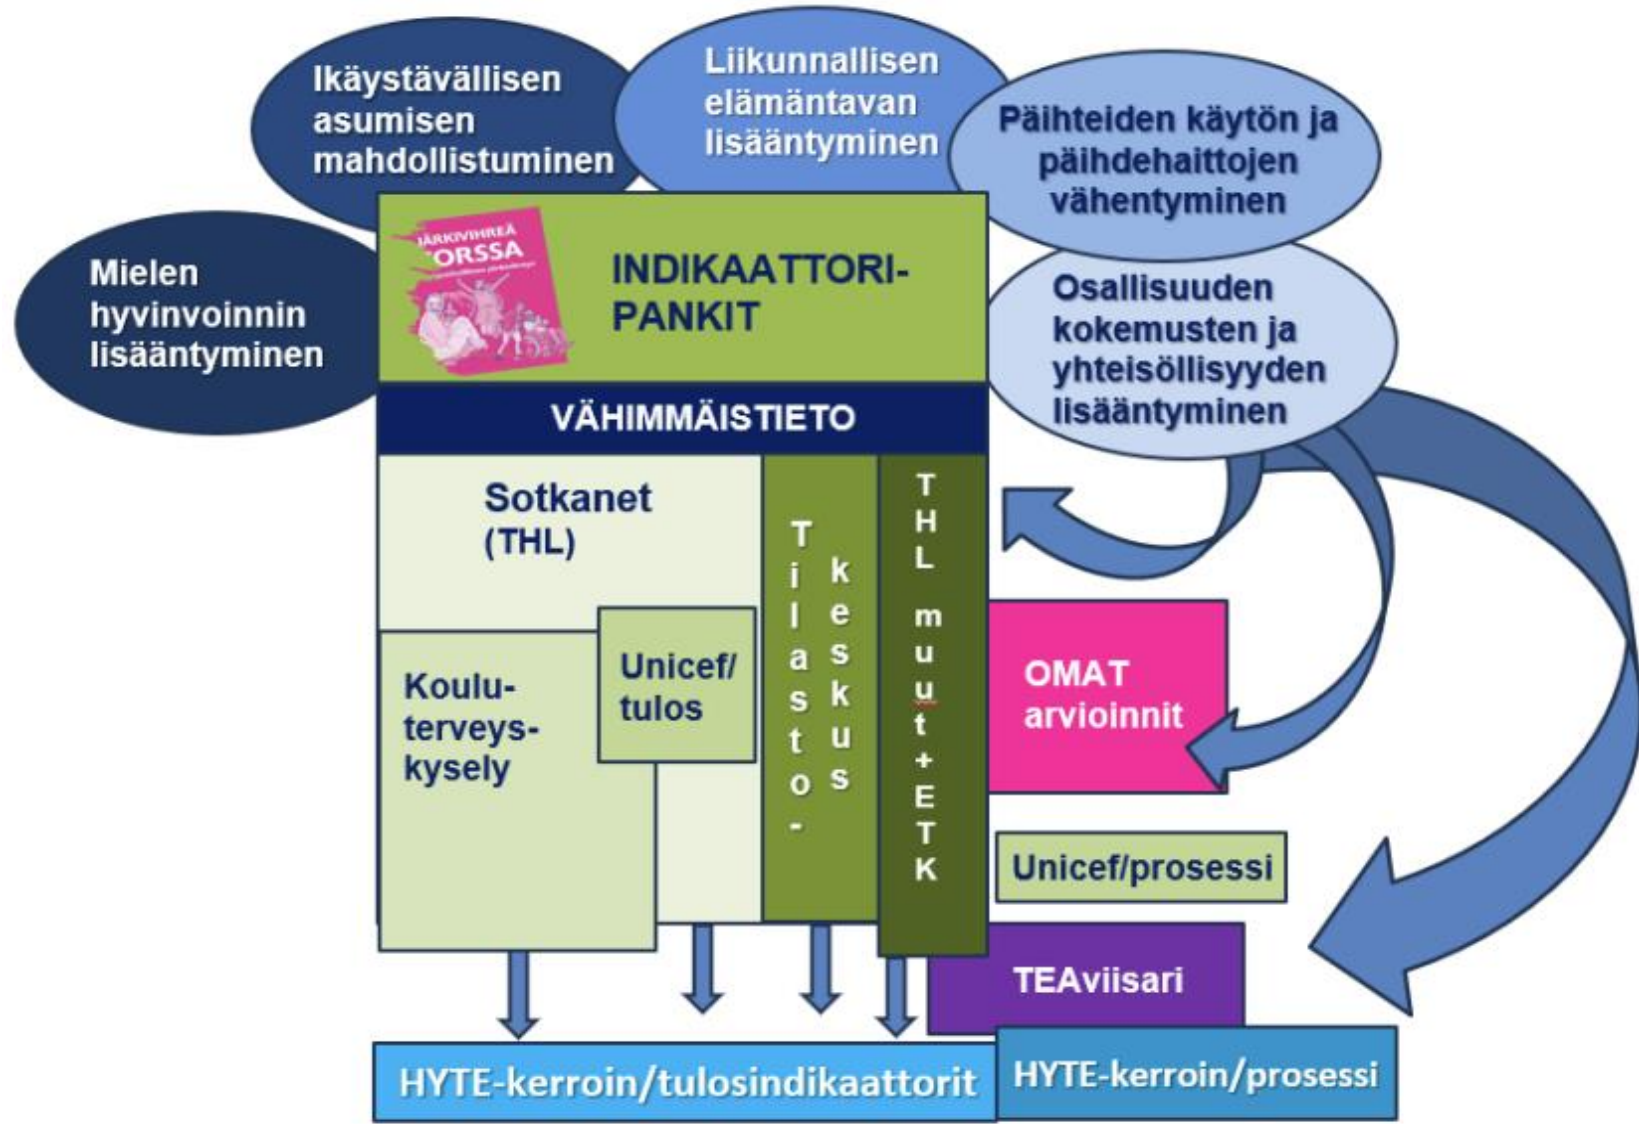 Ikäystävällisen
asumisen
mahdollistuminen
Liikunnallisen
elämäntavan
lisääntyminen
Päihteiden käytön ja
päihdehaittojen
vähentyminen
Mielen
hyvinvoinnin
lisääntyminen
JÄRKIVIHREÄ
FORSSA
INDIKAATTORI-
PANKIT
Osallisuuden
kokemusten ja
yhteisöllisyyden
lisääntyminen
VÄHIMMÄISTIETO
Sotkanet
(THL)
Tilasto-
keskus
THL muut+ETK
Koulu-
terveys-
kysely
Unicef/
tulos
OMAT
arvioinnit
Unicef/prosessi
TEAviisari
HYTE-kerroin/tulosindikaattorit
HYTE-kerroin/prosessi